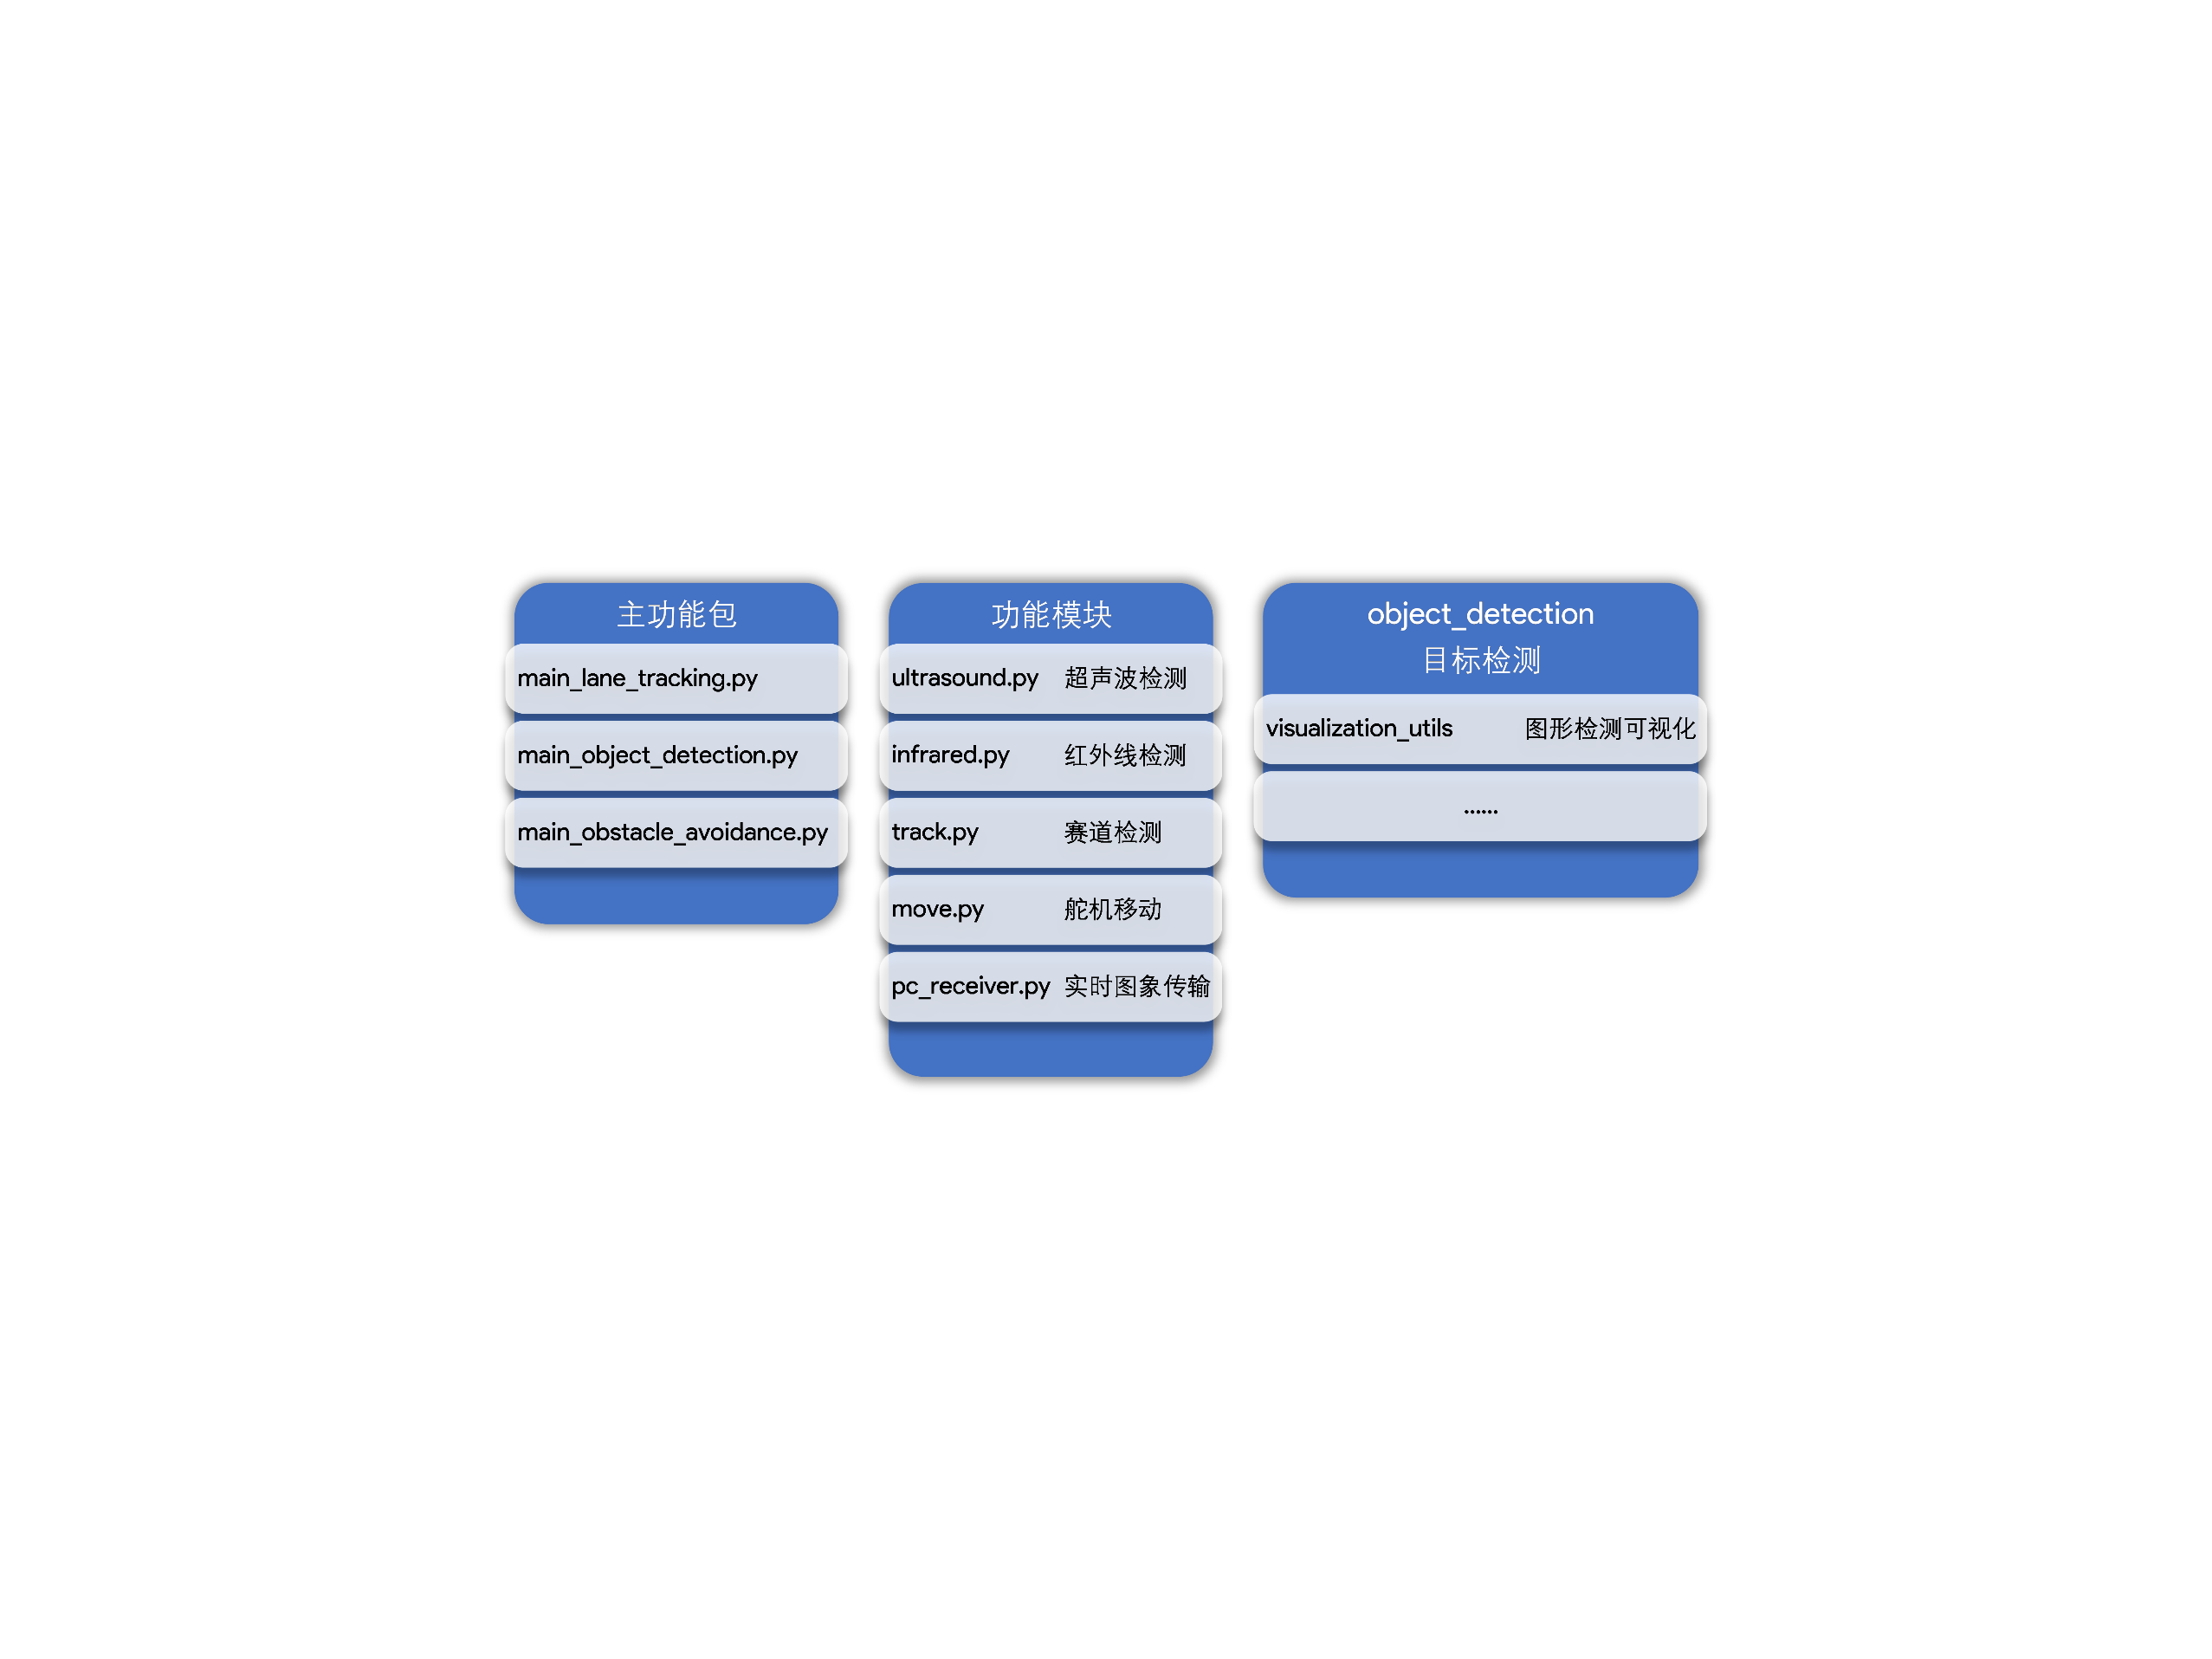 主功能包
main_lane_tracking.py
main_object_detection.py
main_obstacle_avoidance.py
功能模块
ultrasound.py 超声波检测
infrared.py 红外线检测
track.py 赛道检测
move.py 舵机移动
pc_receiver.py 实时图象传输
object_detection
目标检测
visualization_utils 图形检测可视化
......